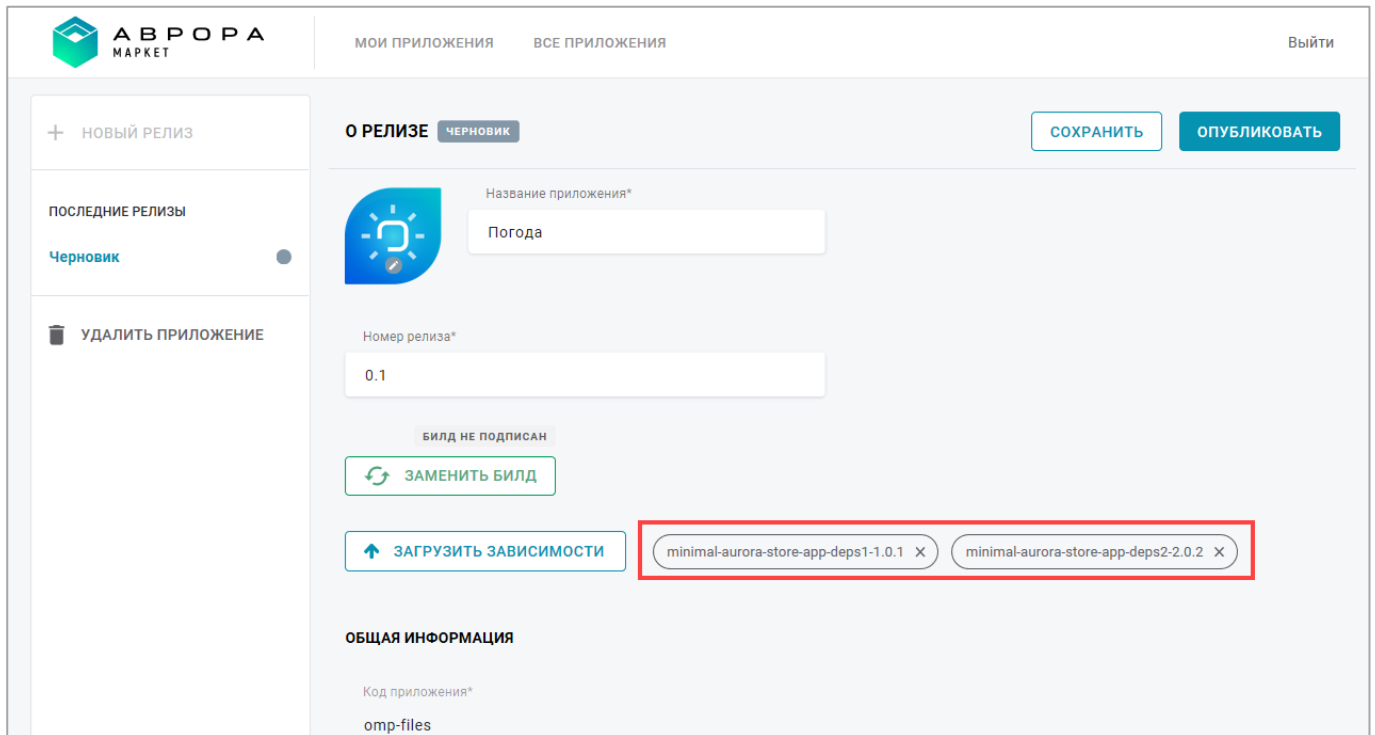 АВРОРА
МАРКЕТ
МОИ ПРИЛОЖЕНИЯ
ВСЕ ПРИЛОЖЕНИЯ
Выйти
НОВЫЙ РЕЛИЗ
ПОСЛЕДНИЕ РЕЛИЗЫ
Черновик
УДАЛИТЬ ПРИЛОЖЕНИЕ
О РЕЛИЗЕ ЧЕРНОВИК
СОХРАНИТЬ
ОПУБЛИКОВАТЬ
Название приложения*
Погода
Номер релиза*
0.1
БИЛД НЕ ПОДПИСАН
ЗАМЕНИТЬ БИЛД
ЗАГРУЗИТЬ ЗАВИСИМОСТИ
minimal-aurora-store-app-deps1-1.0.1
minimal-aurora-store-app-deps2-2.0.2
ОБЩАЯ ИНФОРМАЦИЯ
Код приложения*
omp-files